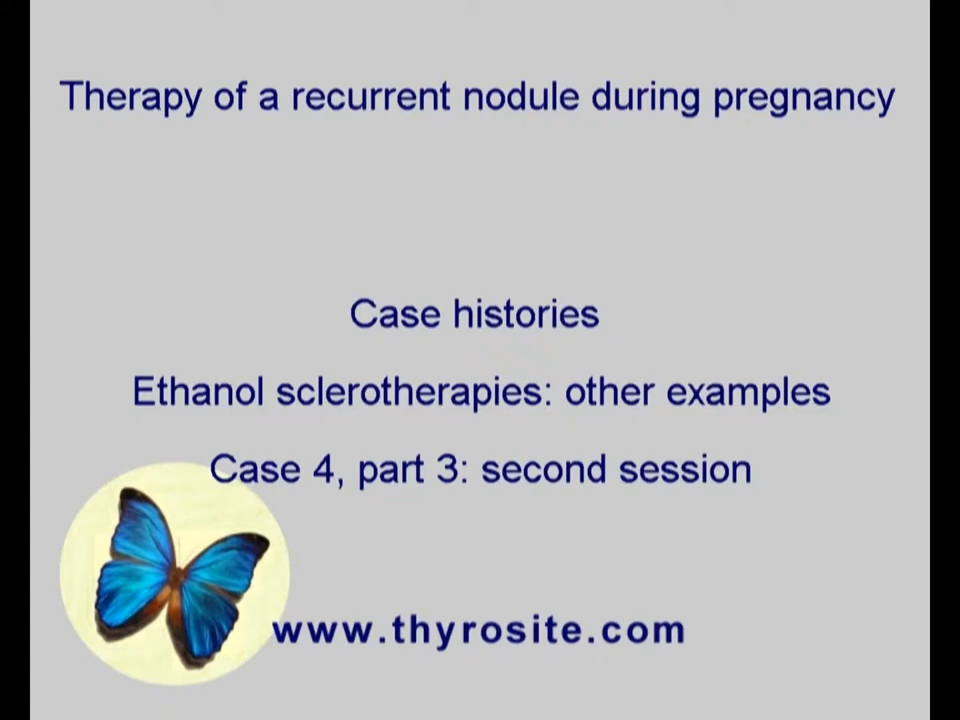 Therapy of a recurrent nodule during pregnancy
Case histories
Ethanol sclerotherapies: other examples
Case 4, part 3: second session
www.thyrosite.com